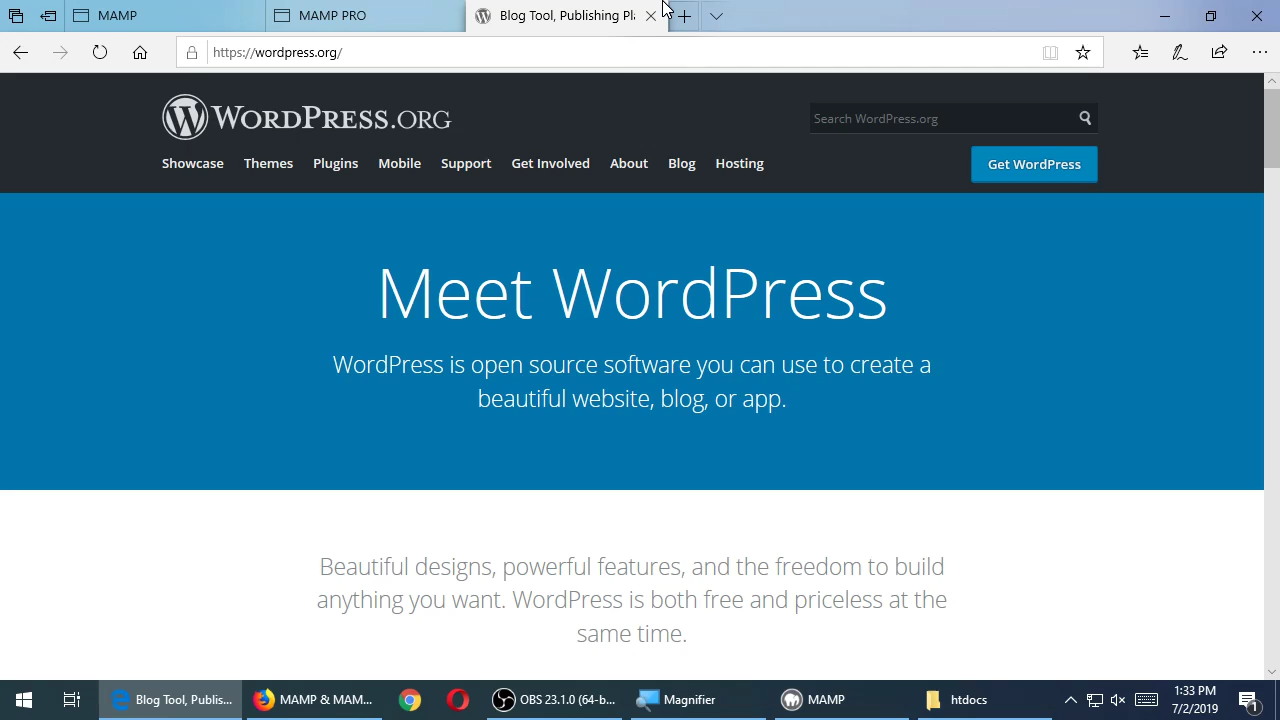 MAMP
MAMP PRO
Blog Tool, Publishing Pl
https://wordpress.org/
WORDPRESS.ORG
Search WordPress.org
Showcase Themes Plugins Mobile Support Get Involved About Blog Hosting
Get WordPress
Meet WordPress
WordPress is open source software you can use to create a
beautiful website, blog, or app.
Beautiful designs, powerful features, and the freedom to build
anything you want. WordPress is both free and priceless at the
same time.
Blog Tool, Publis...
MAMP & MAM...
OBS 23.1.0 (64-b...
Magnifier
MAMP
htdocs
1:33 PM
7/2/2019
1